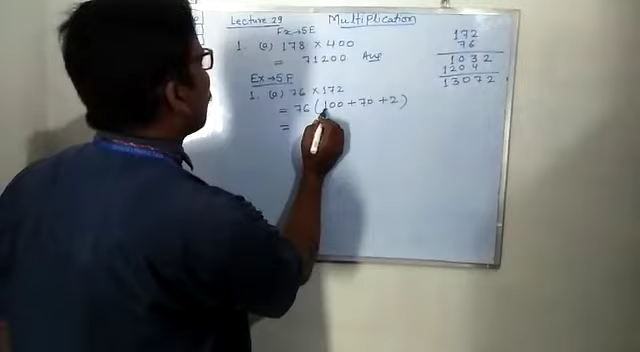 Lecture 29 Multiplication
Ex→5E
1. (a) 178 × 400
= 71200 Ans
Ex→5F
1. (a) 76 × 172
= 76 (100 + 70 + 2)
=
172
76
1032
1204
13072